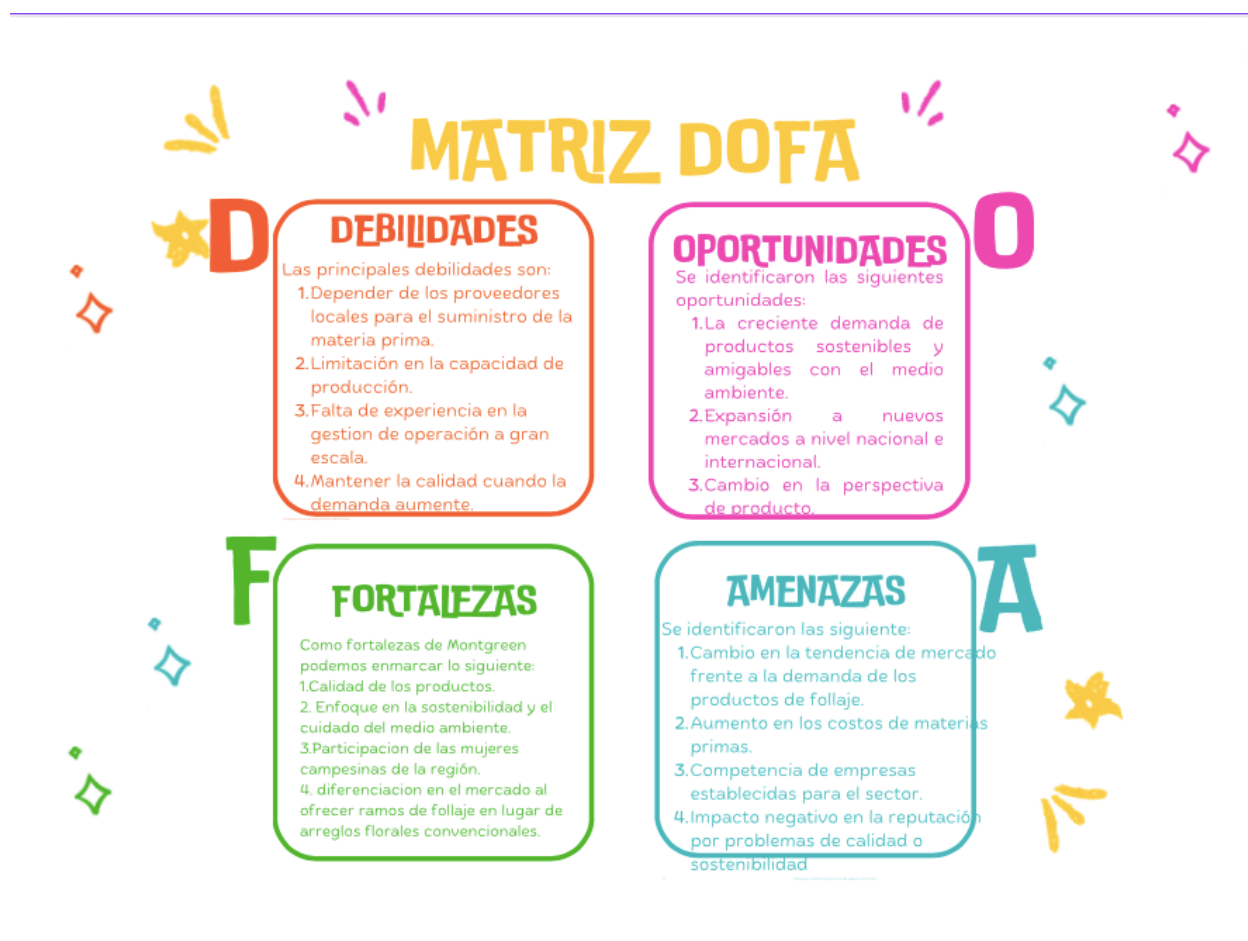 MATRIZ DOFA
D
DEBILIDADES
Las principales debilidades son:
1.Depender de los proveedores
locales para el suministro de la
materia prima.
2.Limitación en la capacidad de
producción.
3.Falta de experiencia en la
gestion de operación a gran
escala.
4.Mantener la calidad cuando la
demanda aumente.
O
OPORTUNIDADES
Se identificaron las siguientes
oportunidades:
1.La creciente demanda de
productos sostenibles y
amigables con el medio
ambiente.
2.Expansión a nuevos
mercados a nivel nacional e
internacional.
3.Cambio en la perspectiva
de producto.
F
FORTALEZAS
Como fortalezas de Montgreen
podemos enmarcar lo siguiente:
1.Calidad de los productos.
2. Enfoque en la sostenibilidad y el
cuidado del medio ambiente.
3.Participacion de las mujeres
campesinas de la región.
4. diferenciacion en el mercado al
ofrecer ramos de follaje en lugar de
arreglos florales convencionales.
A
AMENAZAS
Se identificaron las siguiente:
1.Cambio en la tendencia de mercado
frente a la demanda de los
productos de follaje.
2.Aumento en los costos de materias
primas.
3.Competencia de empresas
establecidas para el sector.
4.Impacto negativo en la reputación
por problemas de calidad o
sostenibilidad